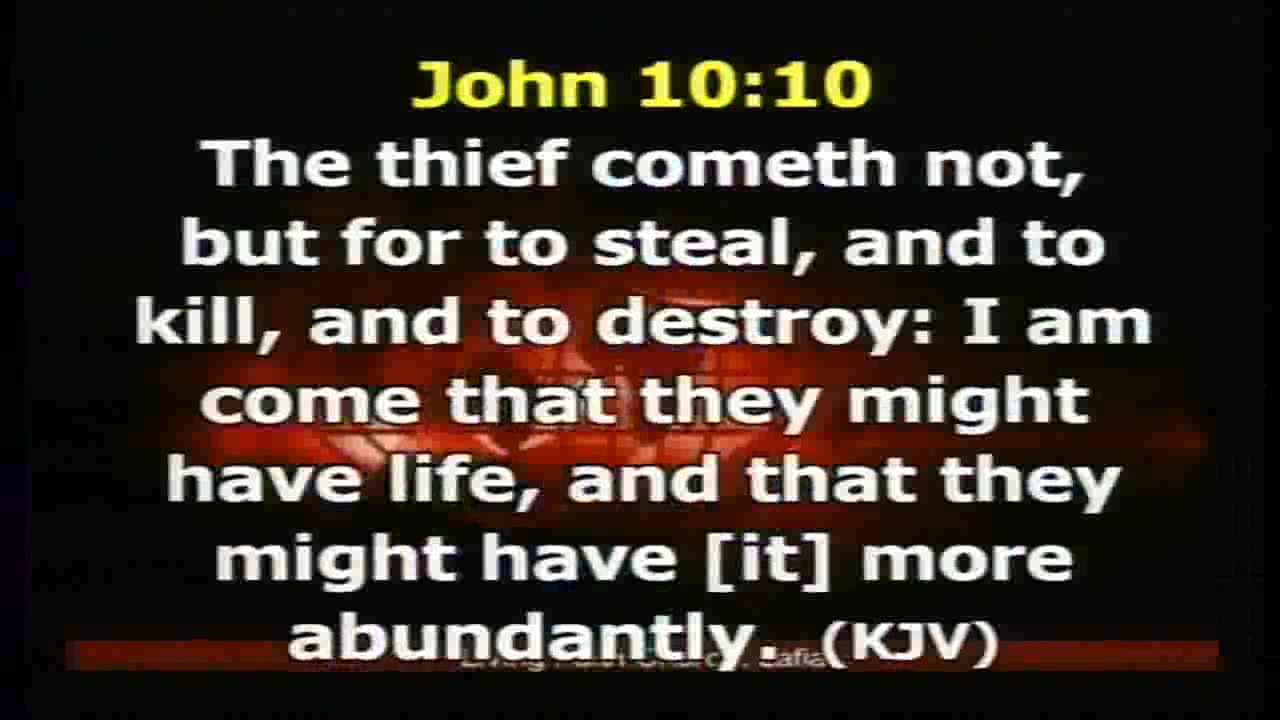 John 10:10
The thief cometh not,
but for to steal, and to
kill, and to destroy: I am
come that they might
have life, and that they
might have [it] more
abundantly. (KJV)